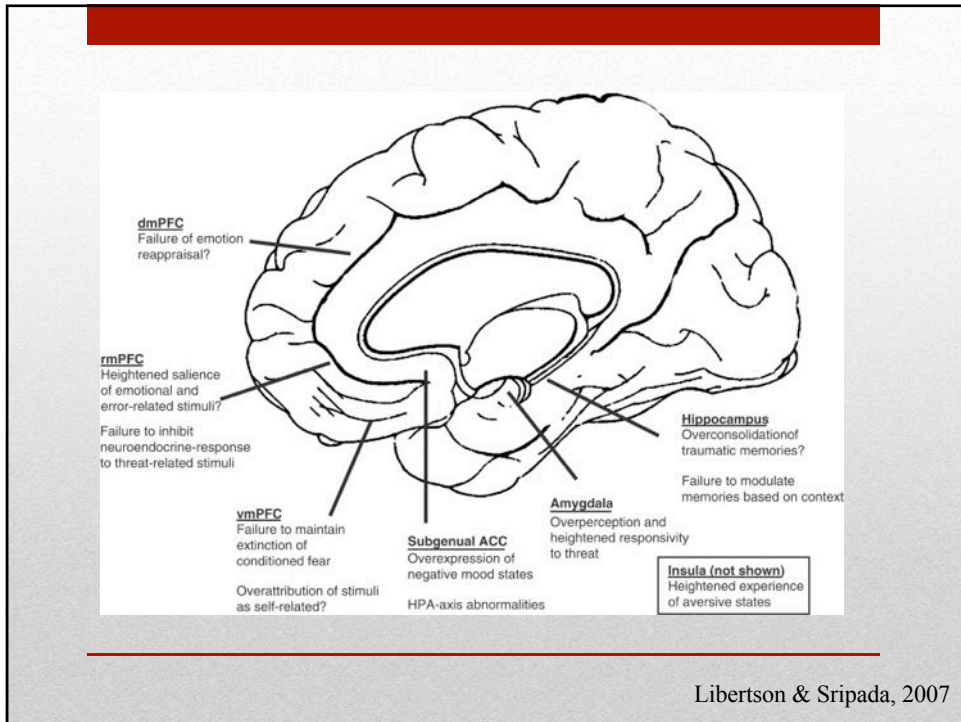 dmPFC
Failure of emotion
reappraisal?
rmPFC
Heightened salience
of emotional and
error-related stimuli?
Failure to inhibit
neuroendocrine-response
to threat-related stimuli
vmPFC
Failure to maintain
extinction of
conditioned fear
Overattribution of stimuli
as self-related?
Subgenual ACC
Overexpression of
negative mood states
HPA-axis abnormalities
Amygdala
Overperception and
heightened responsivity
to threat
Hippocampus
Overconsolidationof
traumatic memories?
Failure to modulate
memories based on context
Insula (not shown)
Heightened experience
of aversive states
Libertson & Sripada, 2007